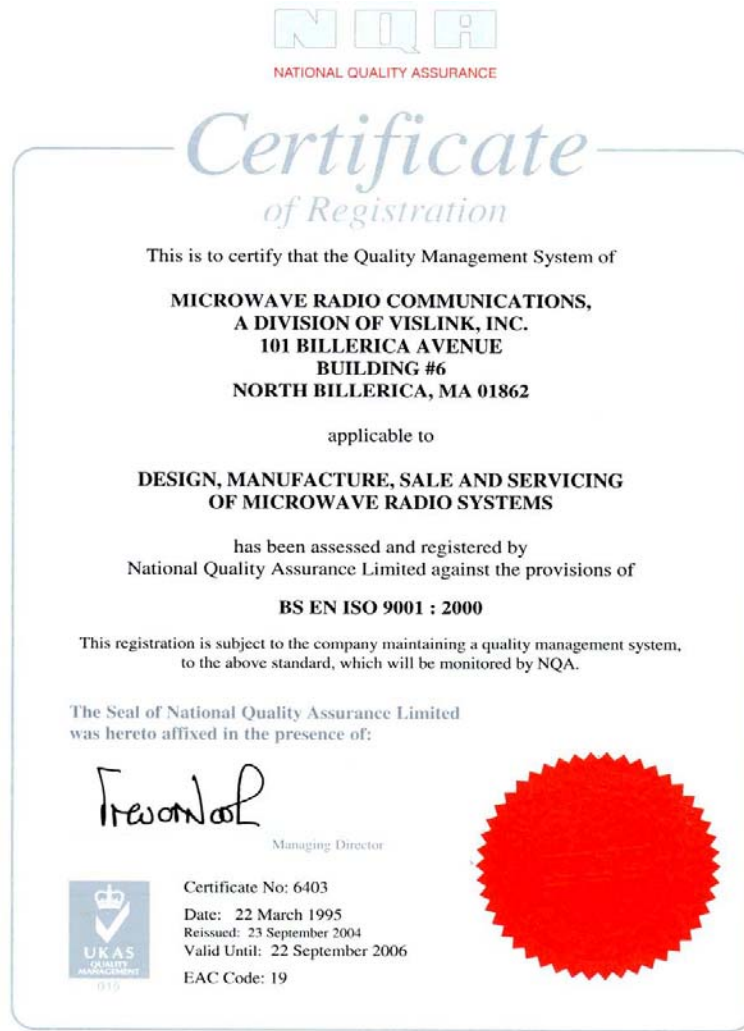 NQA
NATIONAL QUALITY ASSURANCE
Certificate
of Registration
This is to certify that the Quality Management System of
MICROWAVE RADIO COMMUNICATIONS,
A DIVISION OF VISLINK, INC.
101 BILLERICA AVENUE
BUILDING #6
NORTH BILLERICA, MA 01862
applicable to
DESIGN, MANUFACTURE, SALE AND SERVICING
OF MICROWAVE RADIO SYSTEMS
has been assessed and registered by
National Quality Assurance Limited against the provisions of
BS EN ISO 9001 : 2000
This registration is subject to the company maintaining a quality management system,
to the above standard, which will be monitored by NQA.
The Seal of National Quality Assurance Limited
was hereto affixed in the presence of:
Managing Director
Certificate No: 6403
Date: 22 March 1995
Reissued: 23 September 2004
Valid Until: 22 September 2006
EAC Code: 19
UKAS
QUALITY
MANAGEMENT
015